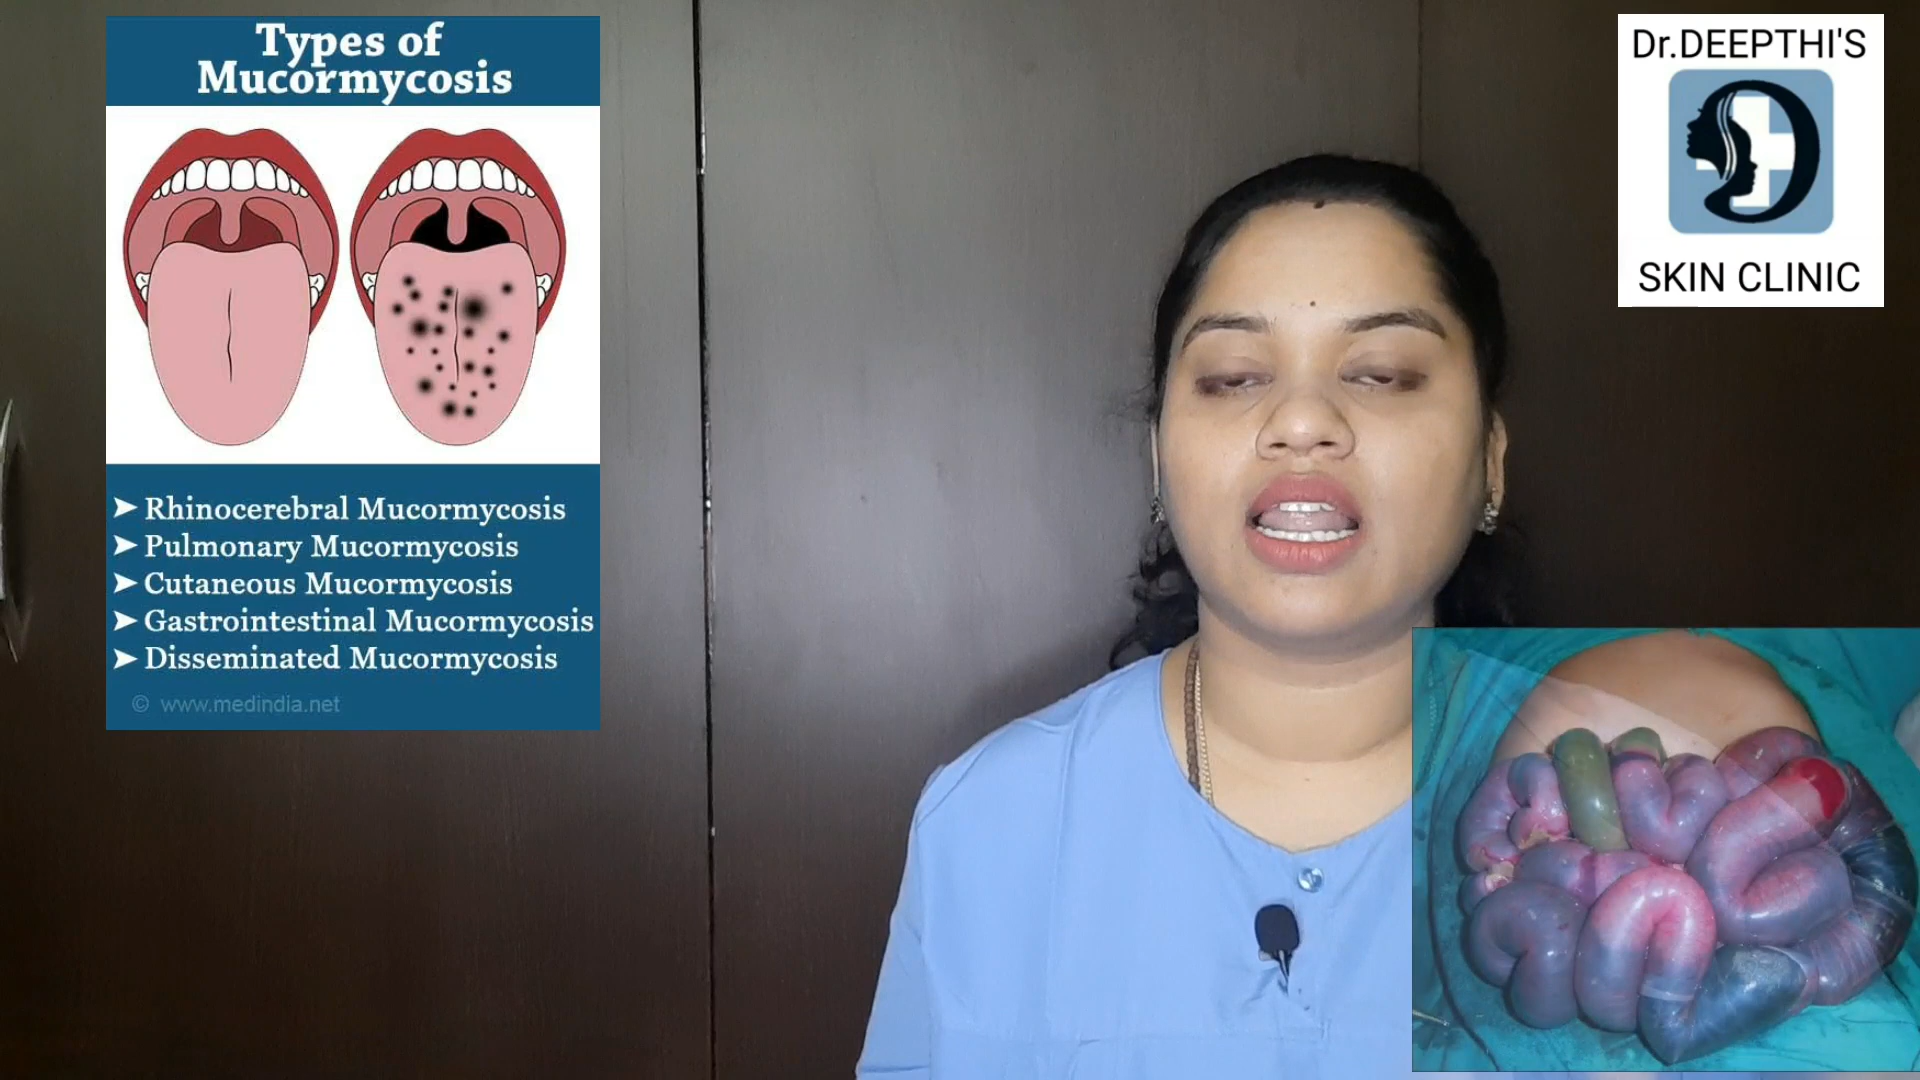 Types of
Mucormycosis
➤ Rhinocerebral Mucormycosis
➤ Pulmonary Mucormycosis
➤ Cutaneous Mucormycosis
➤ Gastrointestinal Mucormycosis
➤ Disseminated Mucormycosis
© www.medindia.net
Dr.DEEPTHI'S
SKIN CLINIC